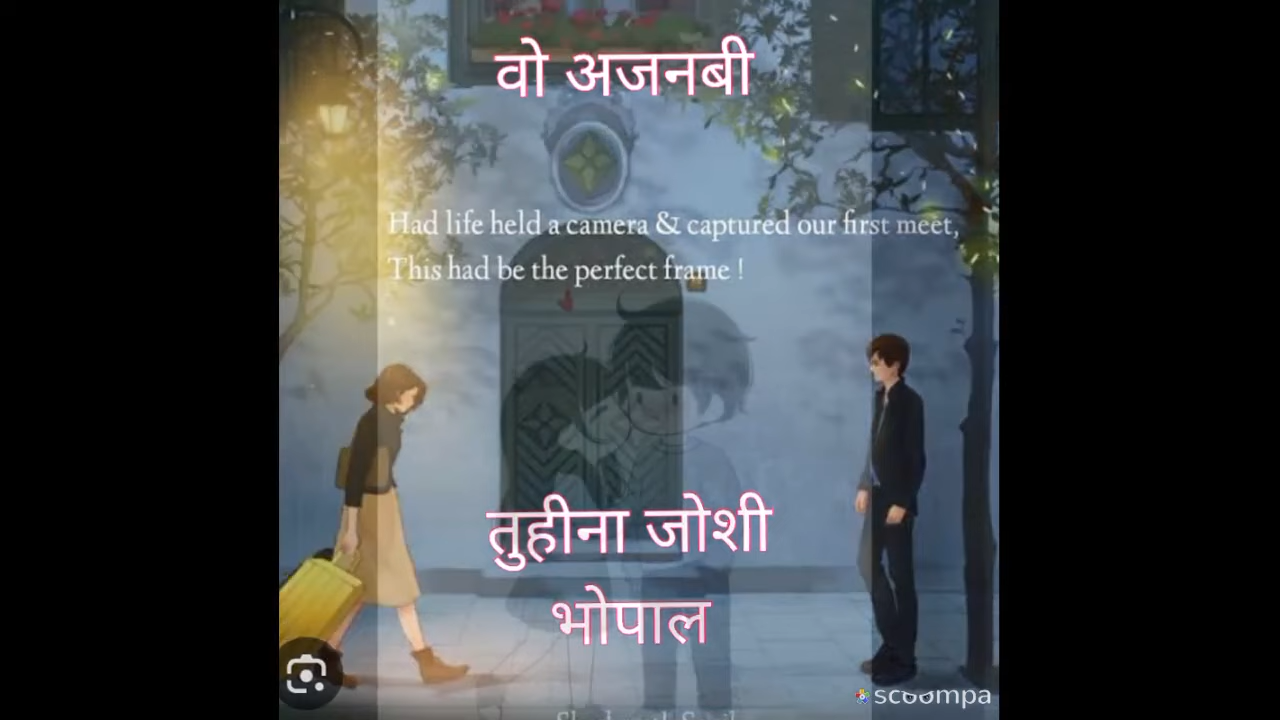 वो अजनबी
Had life held a camera & captured our first meet,
This had be the perfect frame !
तुहीना जोशी
भोपाल
scoompa